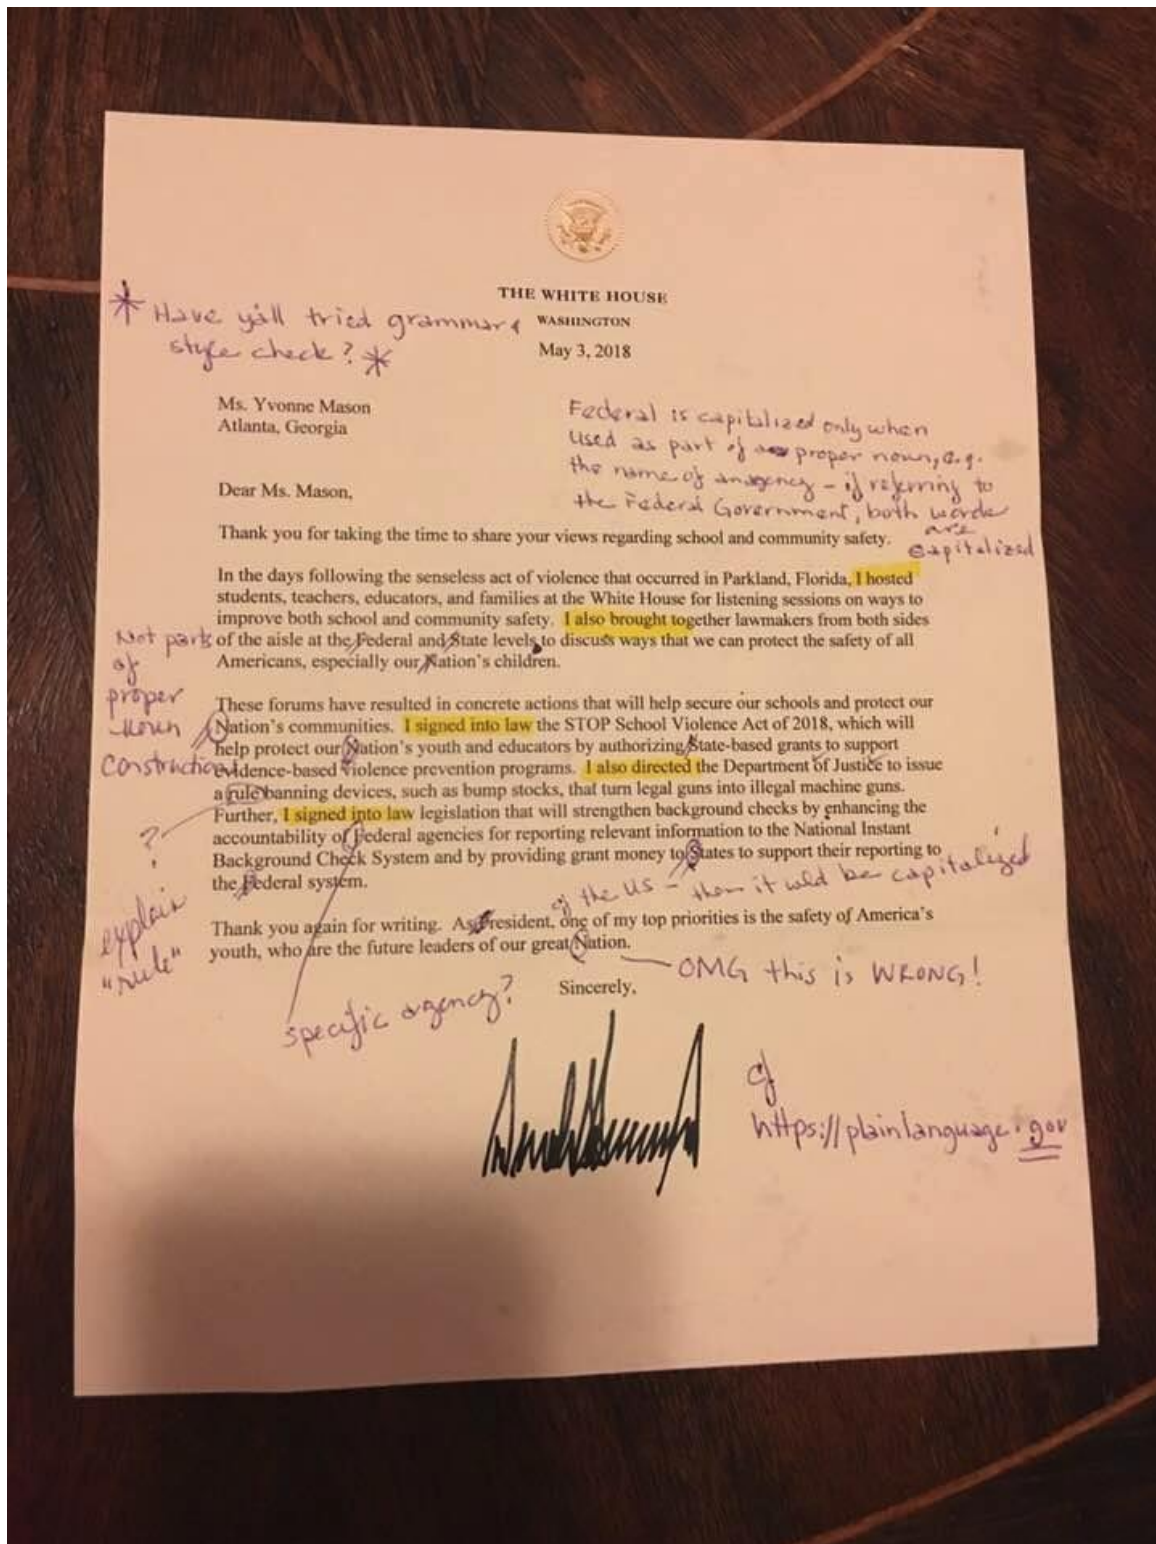 THE WHITE HOUSE
WASHINGTON
May 3, 2018
* Have y'all tried grammar &
style check? *
Ms. Yvonne Mason
Atlanta, Georgia
Federal is capitalized only when
used as part of a proper noun, e.g.
the name of an agency – if referring to
the Federal Government, both words
are
capitalized
Dear Ms. Mason,
Thank you for taking the time to share your views regarding school and community safety.
In the days following the senseless act of violence that occurred in Parkland, Florida, I hosted
students, teachers, educators, and families at the White House for listening sessions on ways to
improve both school and community safety. I also brought together lawmakers from both sides
of the aisle at the Federal and State levels to discuss ways that we can protect the safety of all
Americans, especially our Nation's children.
Not part
of
proper
noun
construction
These forums have resulted in concrete actions that will help secure our schools and protect our
Nation's communities. I signed into law the STOP School Violence Act of 2018, which will
help protect our Nation's youth and educators by authorizing State-based grants to support
evidence-based violence prevention programs. I also directed the Department of Justice to issue
a rule banning devices, such as bump stocks, that turn legal guns into illegal machine guns.
Further, I signed into law legislation that will strengthen background checks by enhancing the
accountability of Federal agencies for reporting relevant information to the National Instant
Background Check System and by providing grant money to States to support their reporting to
the Federal system.
?
explain
"rule"
of the US – then it wld be capitalized
Thank you again for writing. As President, one of my top priorities is the safety of America's
youth, who are the future leaders of our great Nation.
OMG this is WRONG!
specific agency?
Sincerely,
cf
https://plainlanguage.gov